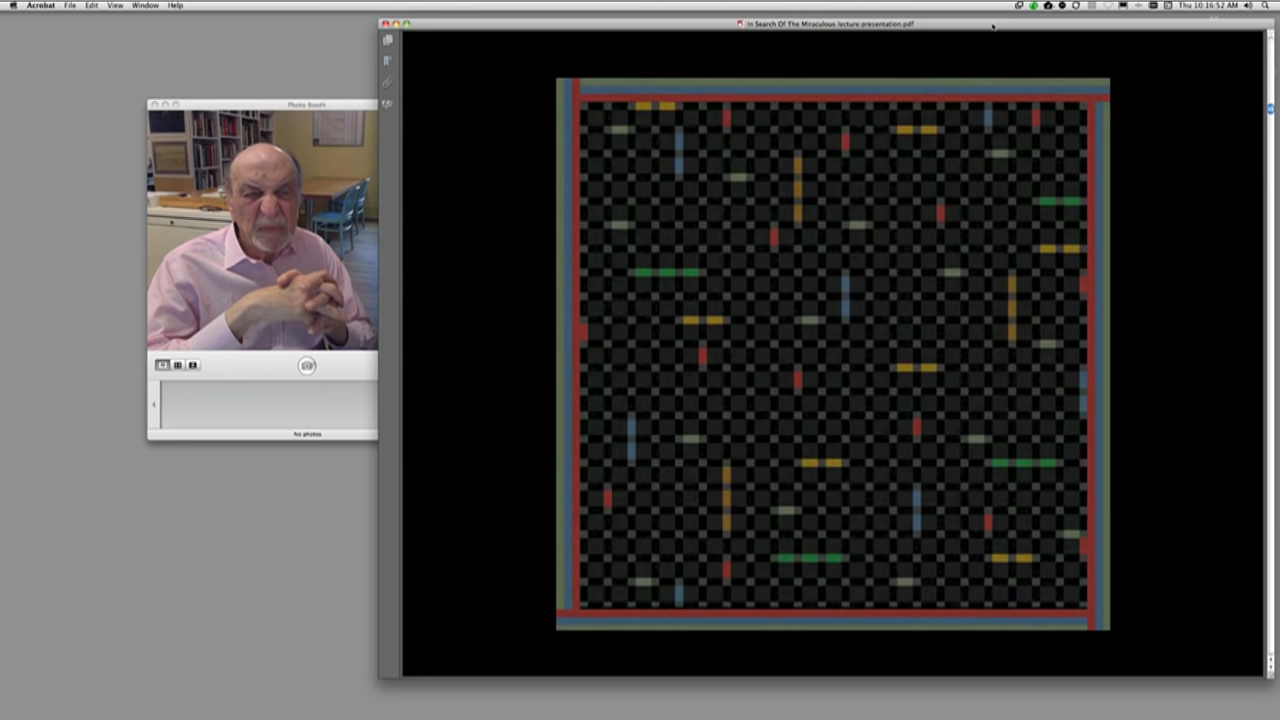 Acrobat File Edit View Window Help
Thu 10:16:52 AM
In Search Of The Miraculous lecture presentation.pdf
Photo Booth
No photos